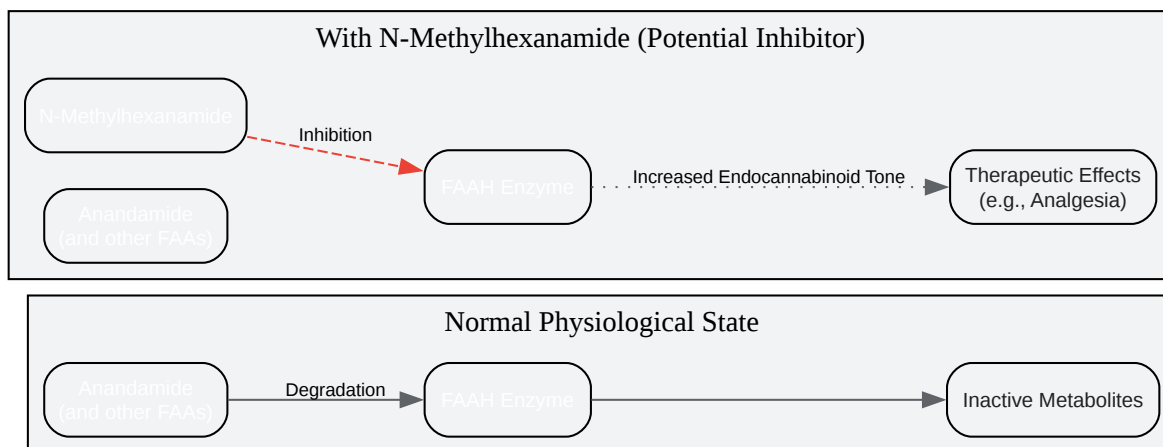 With N-Methylhexanamide (Potential Inhibitor)
N-Methylhexanamide
Inhibition
FAAH Enzyme
Increased Endocannabinoid Tone
Therapeutic Effects
(e.g., Analgesia)
Anandamide
(and other FAAs)
Normal Physiological State
Anandamide
(and other FAAs)
Degradation
FAAH Enzyme
Inactive Metabolites